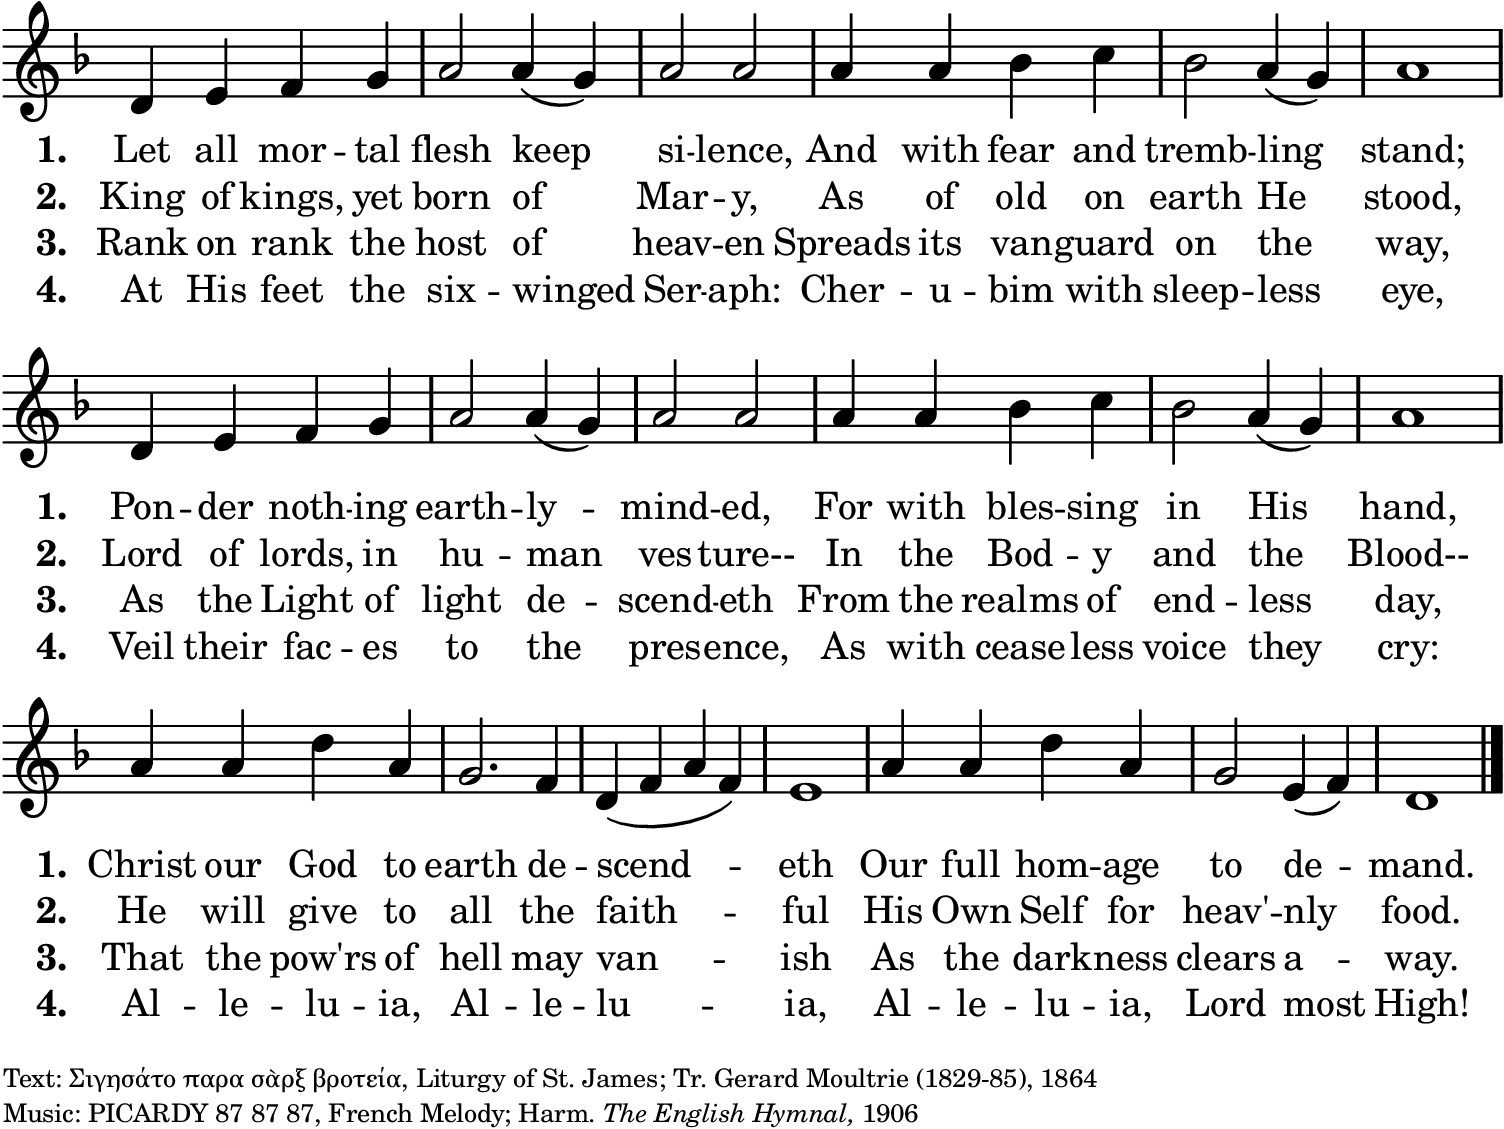 1. Let all mor -- tal flesh keep si -- lence, And with fear and tremb -- ling stand;
2. King of kings, yet born of Mar -- y, As of old on earth He stood,
3. Rank on rank the host of heav -- en Spreads its vanguard on the way,
4. At His feet the six -- winged Ser -- aph: Cher -- u -- bim with sleep -- less eye,
1. Pon -- der noth -- ing earth -- ly -- mind -- ed, For with bles -- sing in His hand,
2. Lord of lords, in hu -- man vesture-- In the Bod -- y and the Blood--
3. As the Light of light de -- scend -- eth From the realms of end -- less day,
4. Veil their fac -- es to the presence, As with ceaseless voice they cry:
1. Christ our God to earth de -- scend -- eth Our full hom -- age to de -- mand.
2. He will give to all the faith -- ful His Own Self for heav' -- nly food.
3. That the pow'rs of hell may van -- ish As the darkness clears a -- way.
4. Al -- le -- lu -- ia, Al -- le -- lu -- ia, Al -- le -- lu -- ia, Lord most High!
Text: Σιγησάτο παρα σὰρξ βροτεία, Liturgy of St. James; Tr. Gerard Moultrie (1829-85), 1864
Music: PICARDY 87 87 87, French Melody; Harm. The English Hymnal, 1906